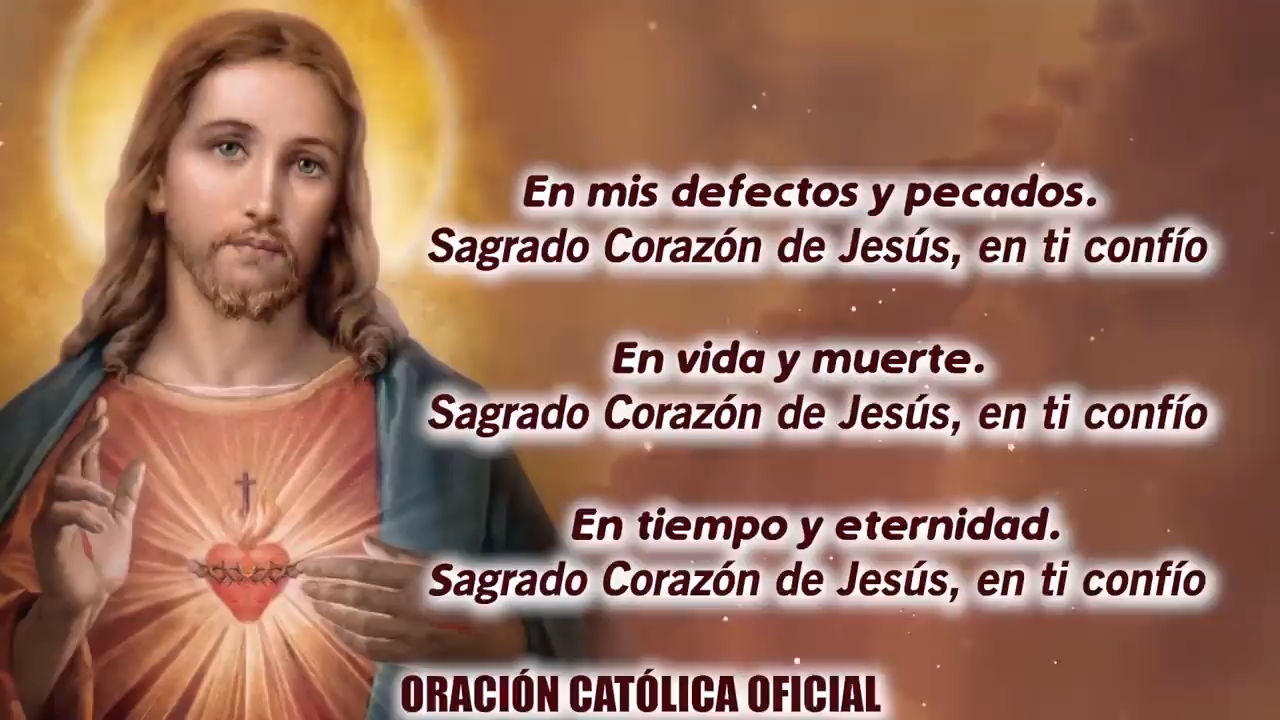 En mis defectos y pecados.
Sagrado Corazón de Jesús, en ti confío
En vida y muerte.
Sagrado Corazón de Jesús, en ti confío
En tiempo y eternidad.
Sagrado Corazón de Jesús, en ti confío
ORACIÓN CATÓLICA OFICIAL